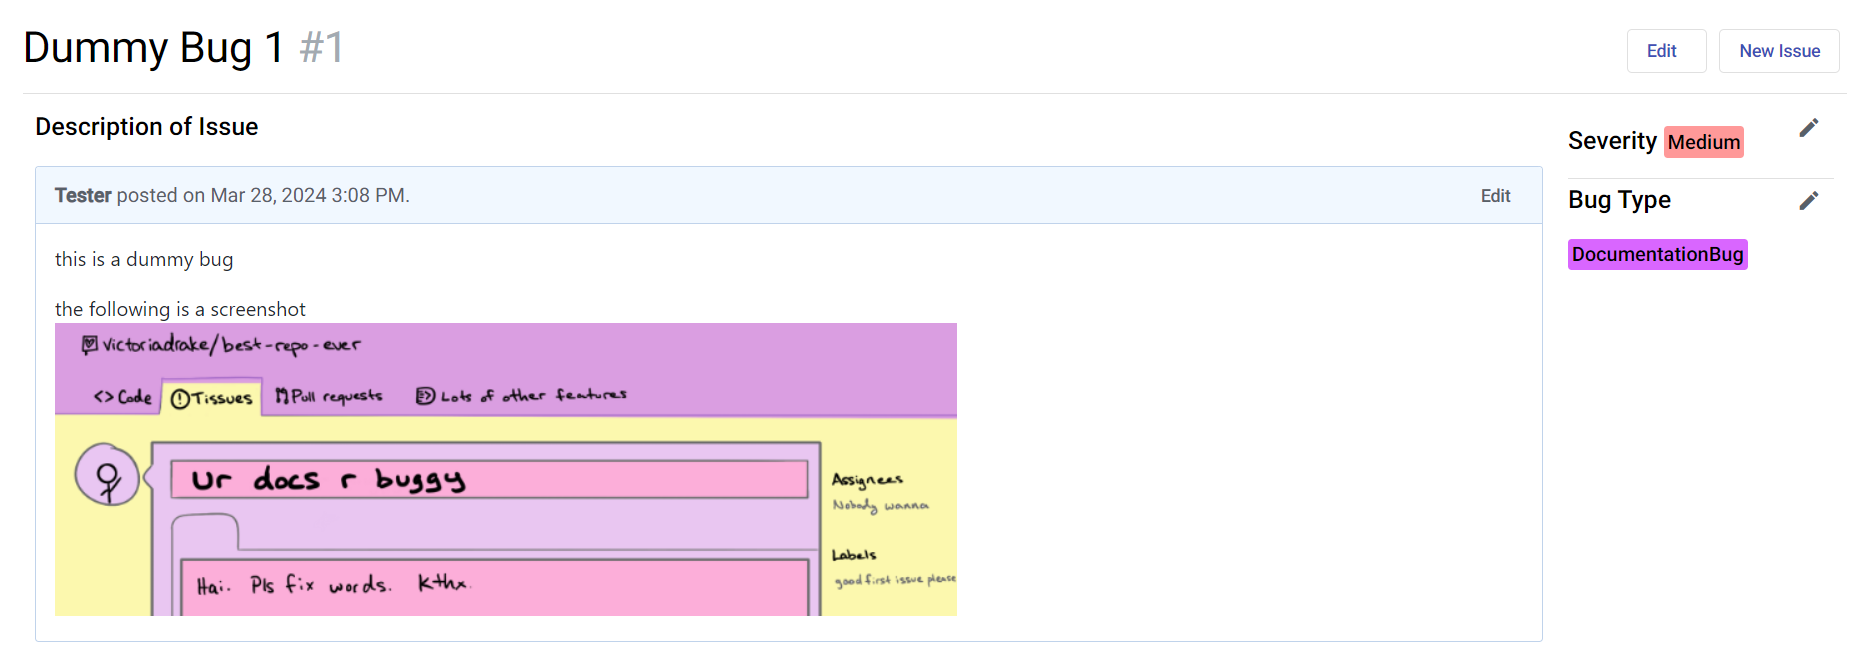 Dummy Bug 1 #1
Edit
New Issue
Description of Issue
Severity Medium
Tester posted on Mar 28, 2024 3:08 PM.
Edit
Bug Type
DocumentationBug
this is a dummy bug
the following is a screenshot
victoriadrake/best-repo-ever
<> Code
Tissues
Pull requests
Lots of other features
Ur docs r buggy
Assignees
Nobody wanna
Labels
good first issue please
Hai. Pls fix words. Kthx.